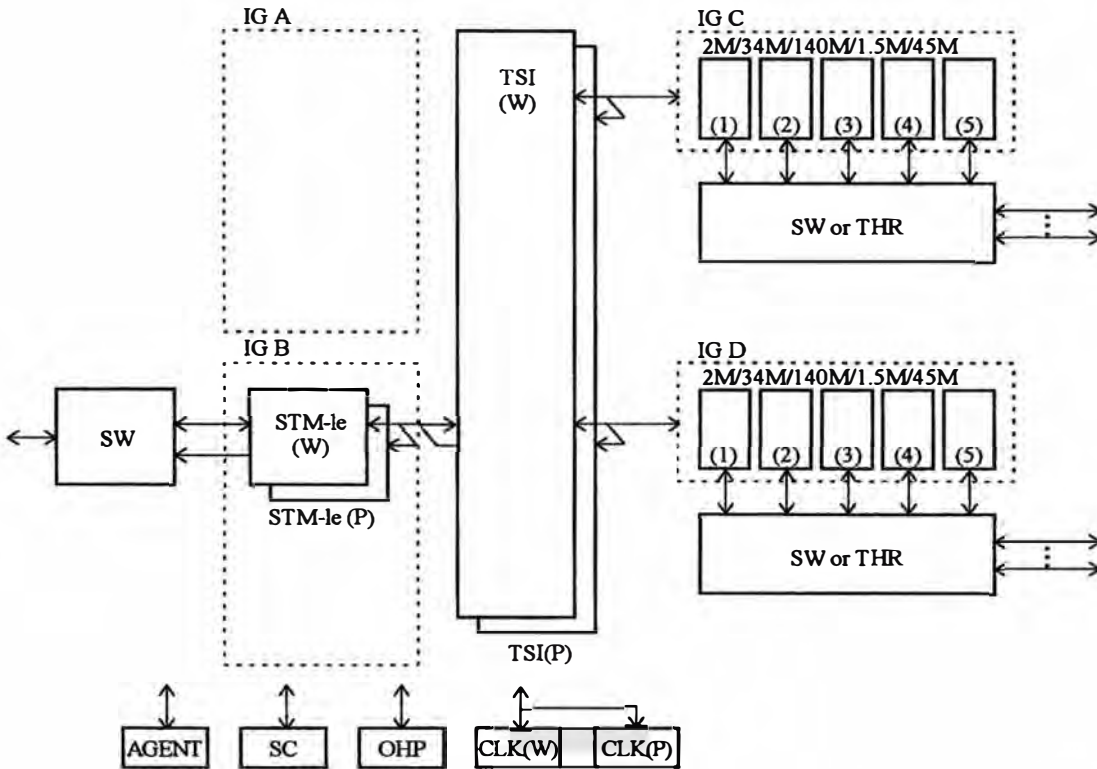 IG A
IG C
2M/34M/140M/1.5M/45M
TSI
(W)
(1) (2) (3) (4) (5)
SW or THR
IG B
IG D
2M/34M/140M/1.5M/45M
SW
STM-le
(W)
(1) (2) (3) (4) (5)
STM-le (P)
SW or THR
TSI(P)
AGENT
SC
OHP
CLK(W)
CLK(P)